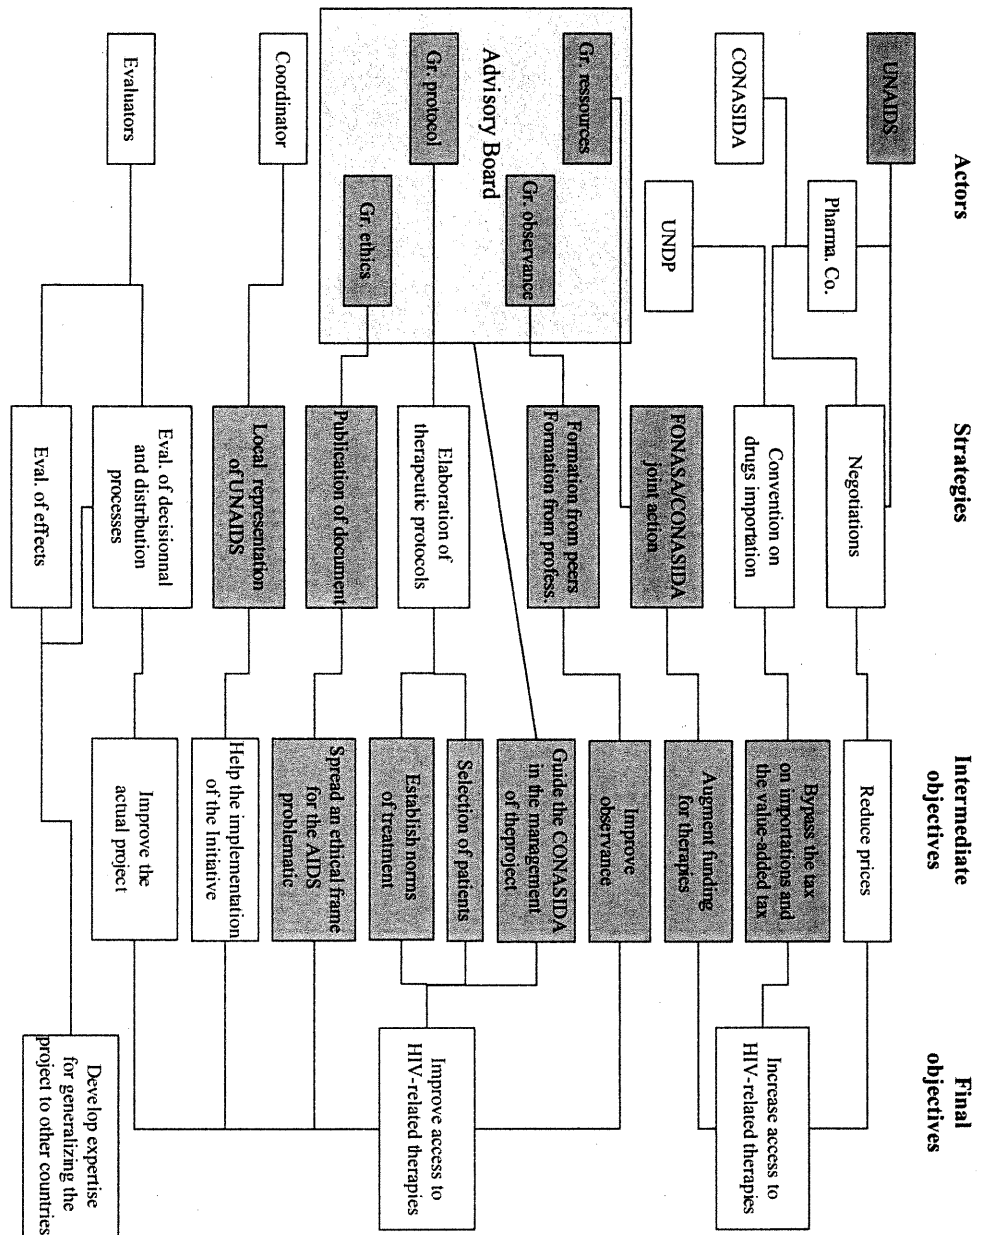 Actors
Strategies
Intermediate
objectives
Final
objectives
UNAIDS
Pharma. Co.
CONASIDA
UNDP
Gr. ressources
Gr. observance
Advisory Board
Gr. protocol
Gr. ethics
Coordinator
Evaluators
Negotiations
Convention on
drugs importation
FONASA/CONASIDA
joint action
Formation from peers
Formation from profess.
Elaboration of
therapeutic protocols
Publication of document
Local representation
of UNAIDS
Eval. of decisionnal
and distribution
processes
Eval. of effects
Reduce prices
Bypass the tax
on importations and
the value-added tax
Augment funding
for therapies
Improve
observance
Guide the CONASIDA
in the management
of theproject
Selection of patients
Establish norms
of treatment
Spread an ethical frame
for the AIDS
problematic
Help the implementation
of the Initiative
Improve the
actual project
Increase access to
HIV-related therapies
Improve access to
HIV-related therapies
Develop expertise
for generalizing the
project to other countries